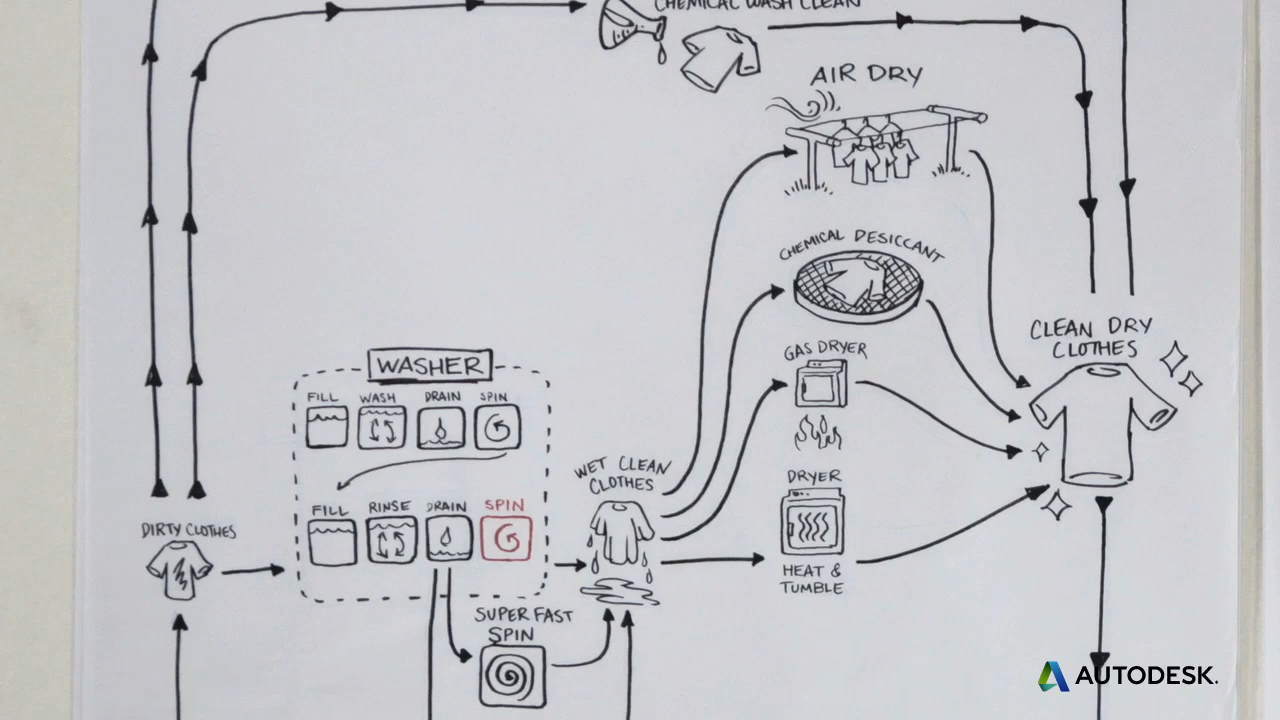 CHEMICAL WASH CLEAN
AIR DRY
CHEMICAL DESICCANT
GAS DRYER
CLEAN DRY
CLOTHES
WASHER
FILL WASH DRAIN SPIN
WET CLEAN
CLOTHES
DRYER
FILL RINSE DRAIN SPIN
DIRTY CLOTHES
HEAT &
TUMBLE
SUPER FAST
SPIN
AUTODESK.